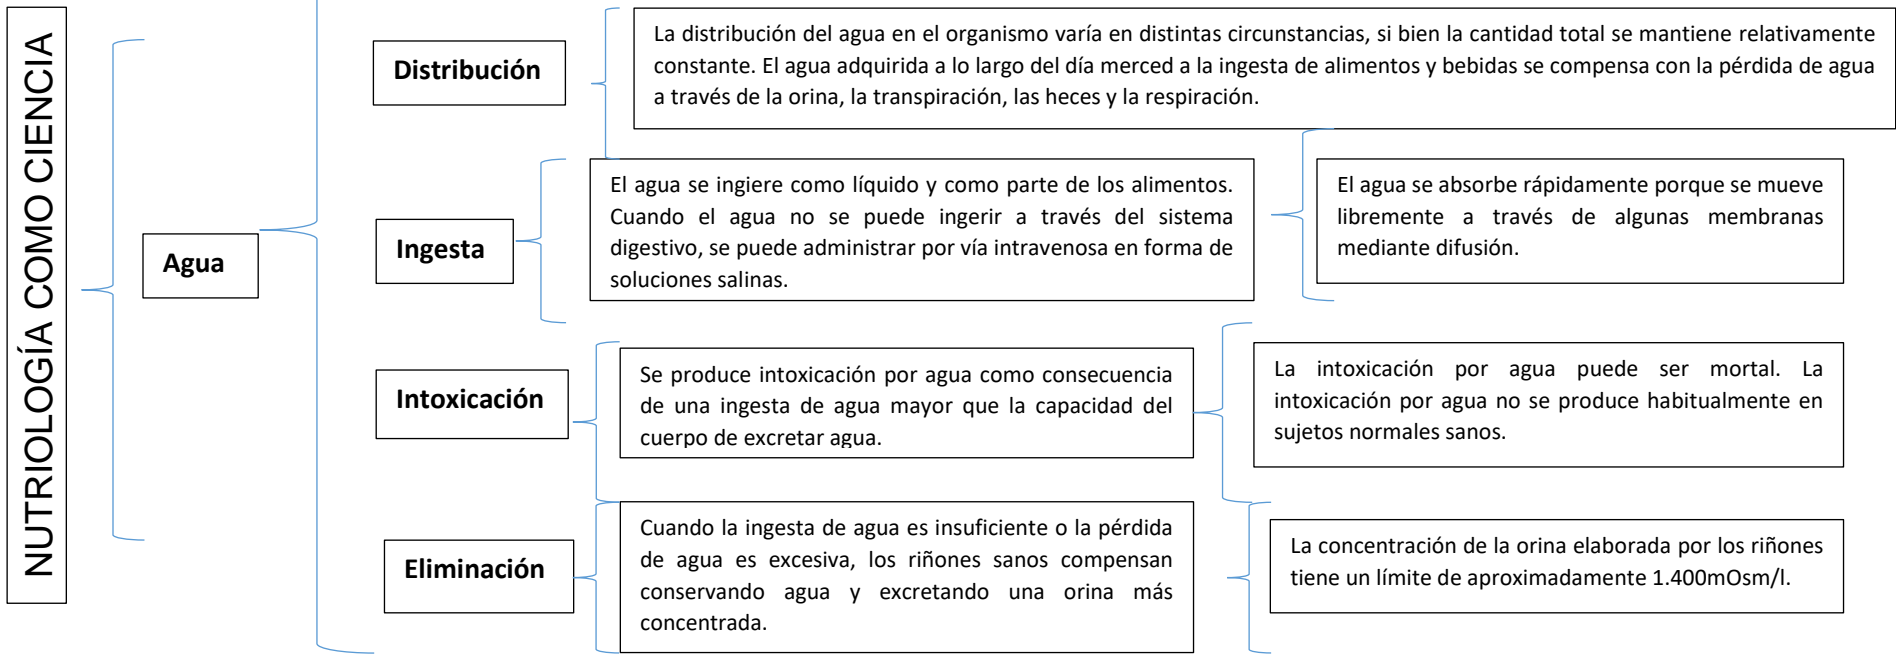 NUTRIOLOGÍA COMO CIENCIA
Agua
Distribución
La distribución del agua en el organismo varía en distintas circunstancias, si bien la cantidad total se mantiene relativamente
constante. El agua adquirida a lo largo del día merced a la ingesta de alimentos y bebidas se compensa con la pérdida de agua
a través de la orina, la transpiración, las heces y la respiración.
Ingesta
El agua se ingiere como líquido y como parte de los alimentos.
Cuando el agua no se puede ingerir a través del sistema
digestivo, se puede administrar por vía intravenosa en forma de
soluciones salinas.
El agua se absorbe rápidamente porque se mueve
libremente a través de algunas membranas
mediante difusión.
Intoxicación
Se produce intoxicación por agua como consecuencia
de una ingesta de agua mayor que la capacidad del
cuerpo de excretar agua.
La intoxicación por agua puede ser mortal. La
intoxicación por agua no se produce habitualmente en
sujetos normales sanos.
Eliminación
Cuando la ingesta de agua es insuficiente o la pérdida
de agua es excesiva, los riñones sanos compensan
conservando agua y excretando una orina más
concentrada.
La concentración de la orina elaborada por los riñones
tiene un límite de aproximadamente 1.400mOsm/l.